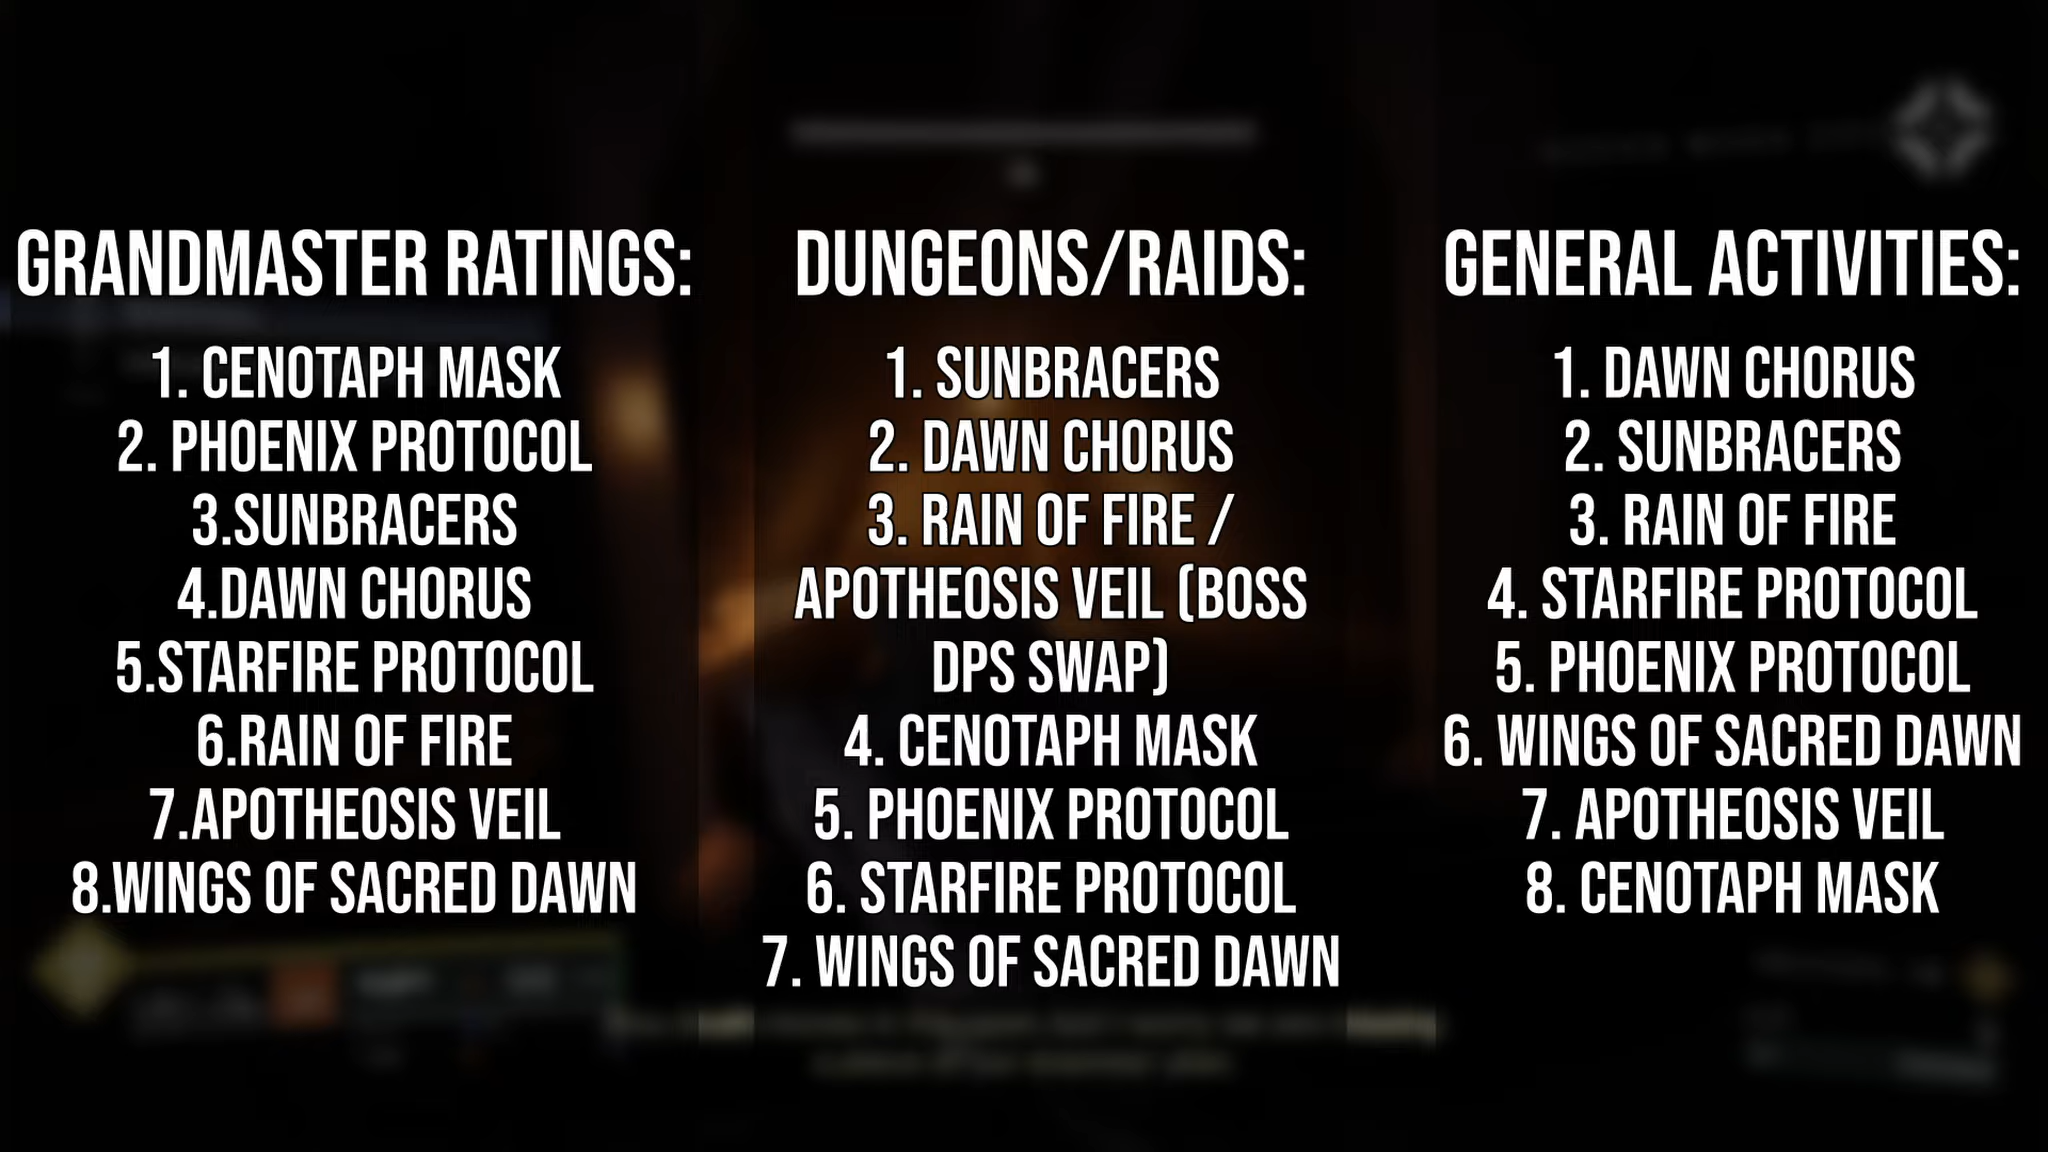 GRANDMASTER RATINGS:
1. CENOTAPH MASK
2. PHOENIX PROTOCOL
3.SUNBRACERS
4.DAWN CHORUS
5.STARFIRE PROTOCOL
6.RAIN OF FIRE
7.APOTHEOSIS VEIL
8.WINGS OF SACRED DAWN
DUNGEONS/RAIDS:
1. SUNBRACERS
2. DAWN CHORUS
3. RAIN OF FIRE /
APOTHEOSIS VEIL (BOSS
DPS SWAP)
4. CENOTAPH MASK
5. PHOENIX PROTOCOL
6. STARFIRE PROTOCOL
7. WINGS OF SACRED DAWN
GENERAL ACTIVITIES:
1. DAWN CHORUS
2. SUNBRACERS
3. RAIN OF FIRE
4. STARFIRE PROTOCOL
5. PHOENIX PROTOCOL
6. WINGS OF SACRED DAWN
7. APOTHEOSIS VEIL
8. CENOTAPH MASK